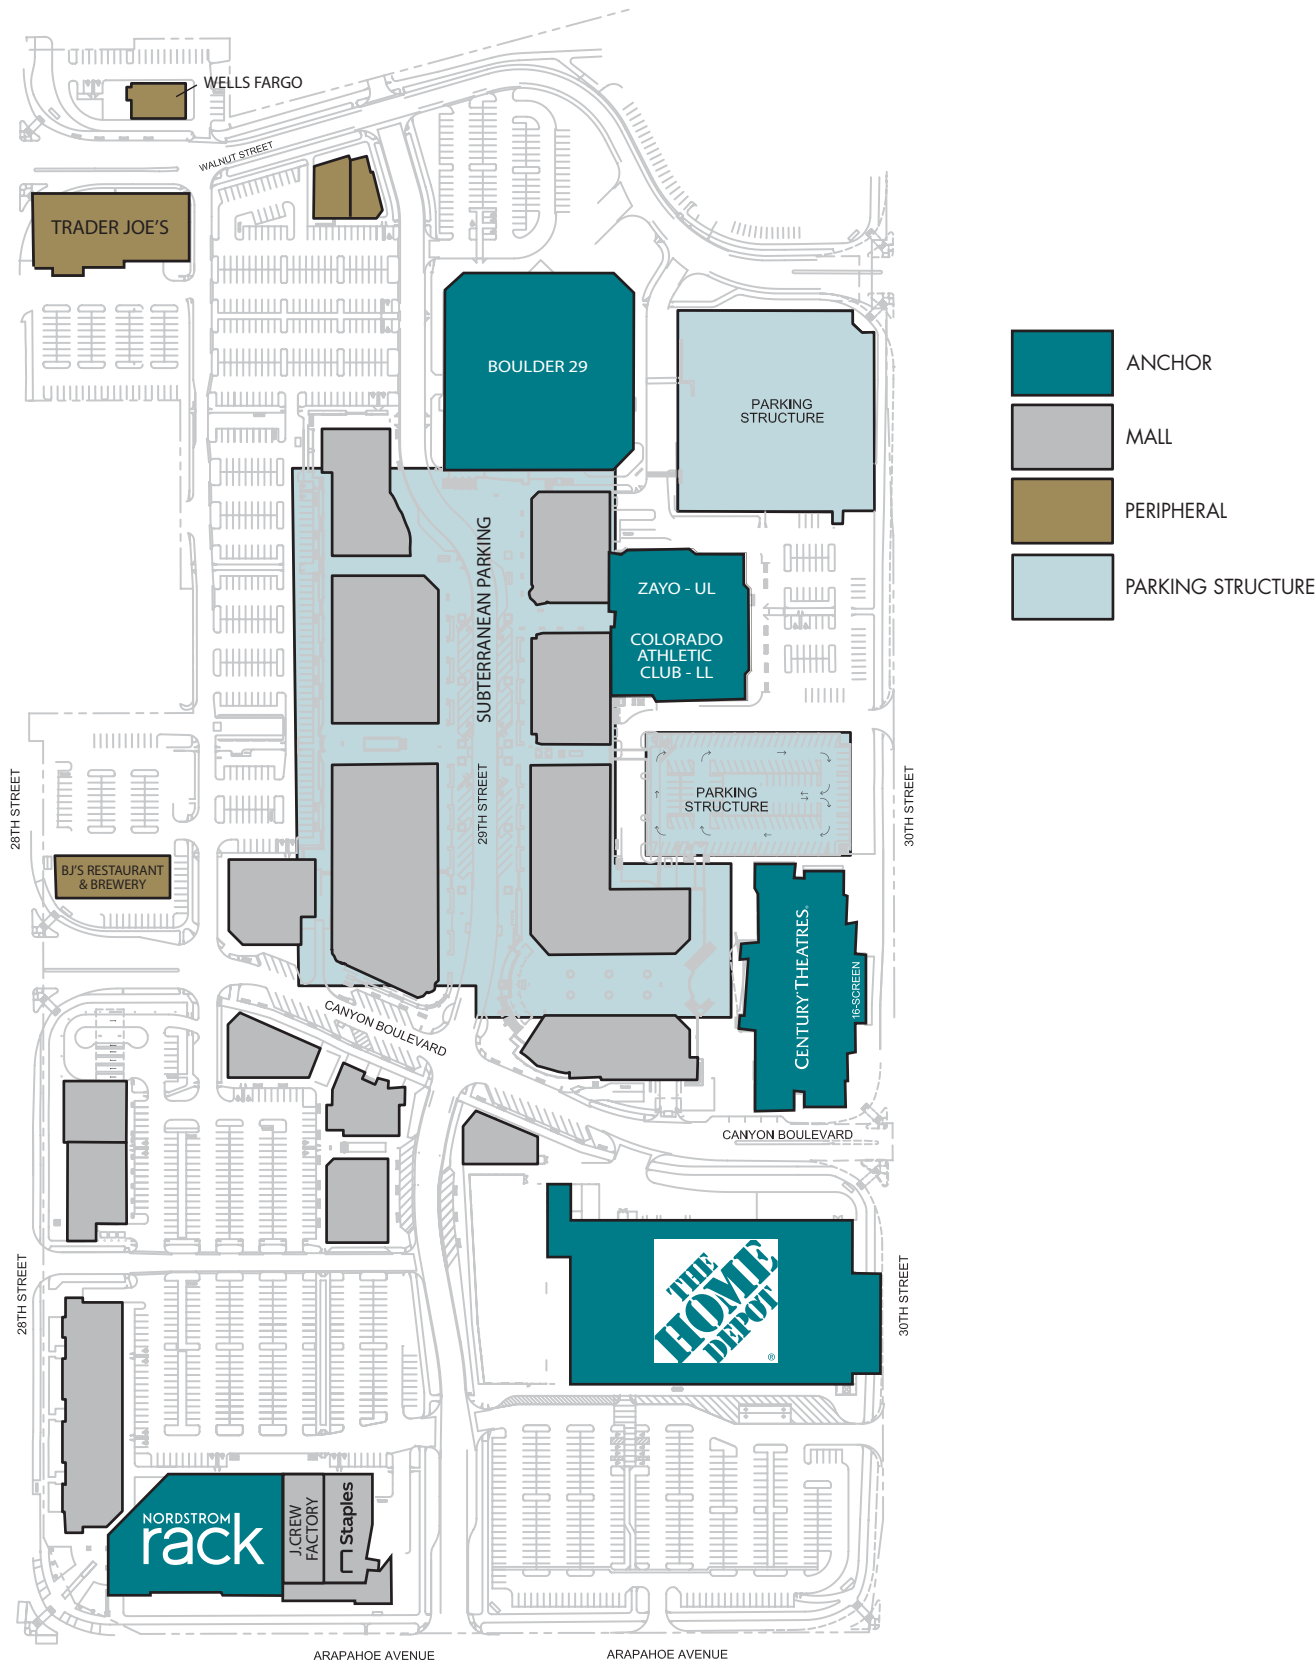 WELLS FARGO
WALNUT STREET
TRADER JOE'S
BOULDER 29
PARKING
STRUCTURE
ANCHOR
MALL
PERIPHERAL
PARKING STRUCTURE
SUBTERRANEAN PARKING
ZAYO - UL
COLORADO
ATHLETIC
CLUB - LL
28TH STREET
29TH STREET
PARKING
STRUCTURE
30TH STREET
BJ'S RESTAURANT
& BREWERY
CENTURY THEATRES
16-SCREEN
CANYON BOULEVARD
CANYON BOULEVARD
28TH STREET
THE
HOME
DEPOT
®
30TH STREET
NORDSTROM
rack
J.CREW
FACTORY
Staples
ARAPAHOE AVENUE
ARAPAHOE AVENUE